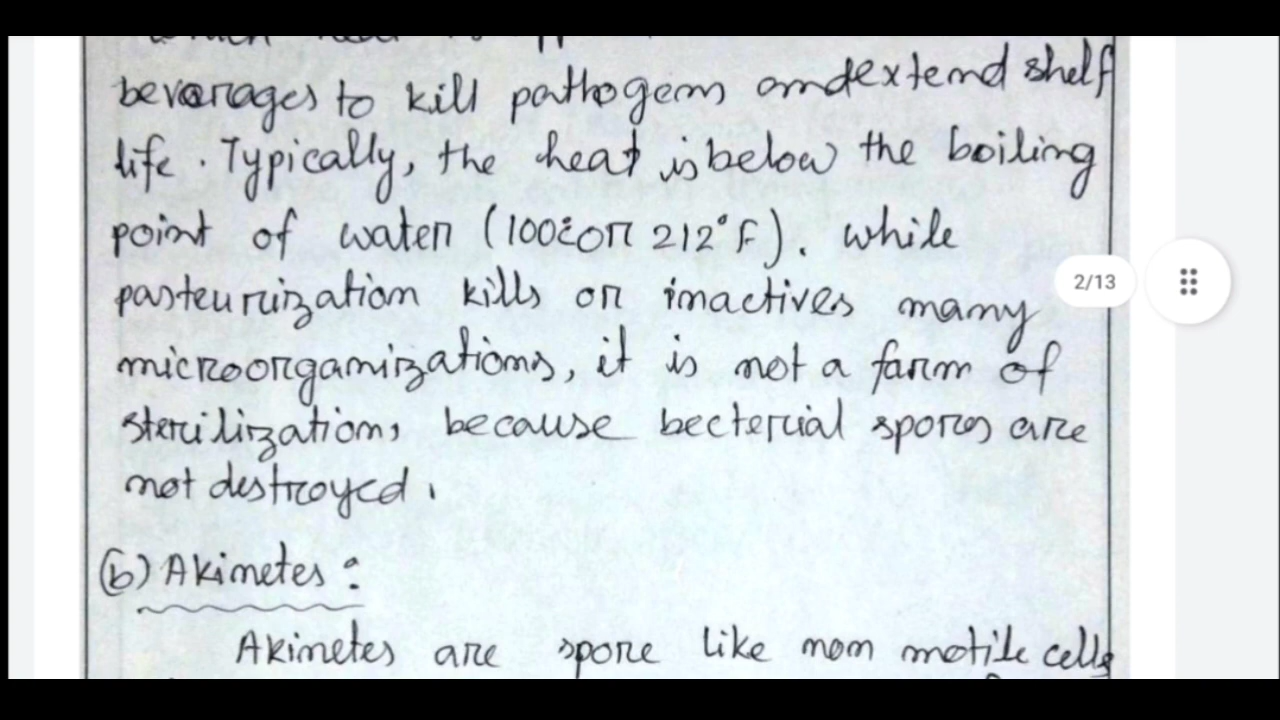 beverages to kill pathogens and extend shelf
life. Typically, the heat is below the boiling
point of water (100°c or 212°F). while
pasteurization kills or inactives many
2/13
microorganizations, it is not a farm of
sterilization, because becterial spores are
not destroyed.
(b) Akinetes:
Akinetes are spore like non motile cells